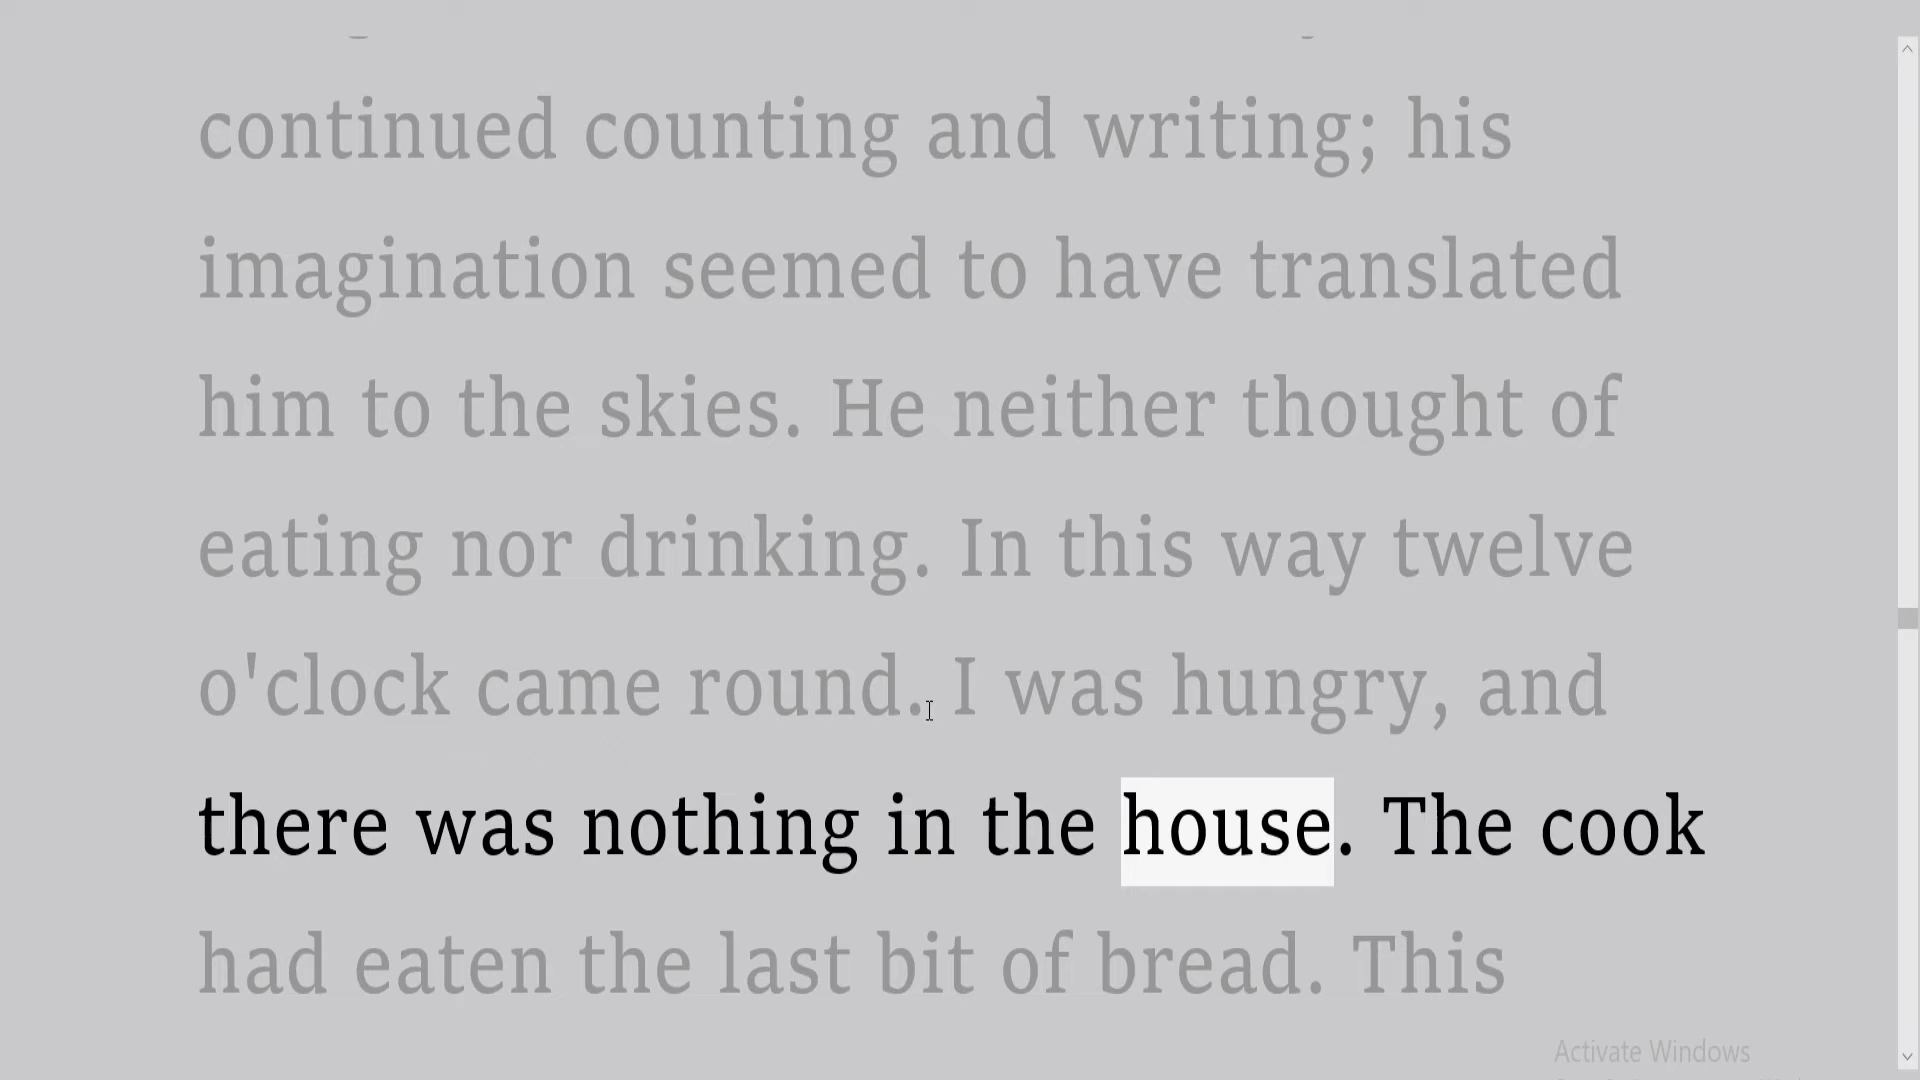 continued counting and writing; his
imagination seemed to have translated
him to the skies. He neither thought of
eating nor drinking. In this way twelve
o'clock came round. I was hungry, and
there was nothing in the house. The cook
had eaten the last bit of bread. This
Activate Windows